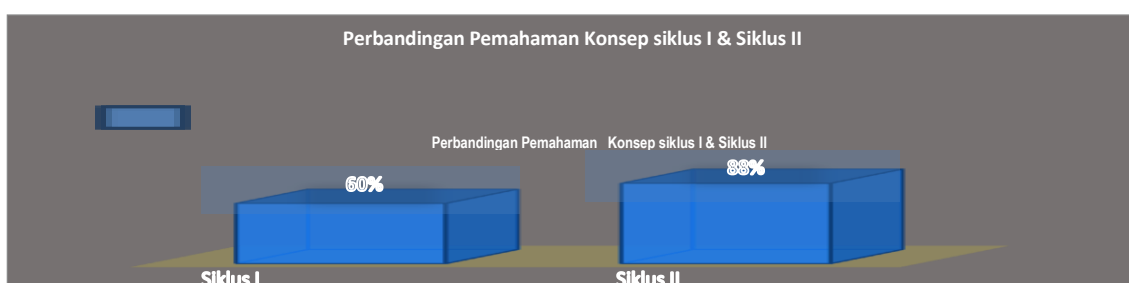 Perbandingan Pemahaman Konsep siklus I & Siklus II
Perbandingan Pemahaman Konsep siklus I & Siklus II
60%
88%
Siklus I
Siklus II